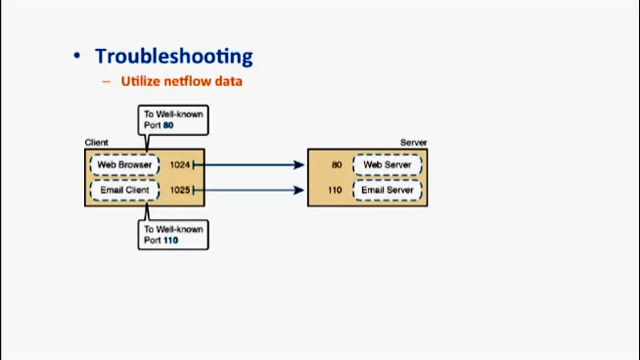 • Troubleshooting
– Utilize netflow data
To Well-known
Port 80
Client
Server
Web Browser 1024
80 Web Server
Email Client 1025
110 Email Server
To Well-known
Port 110